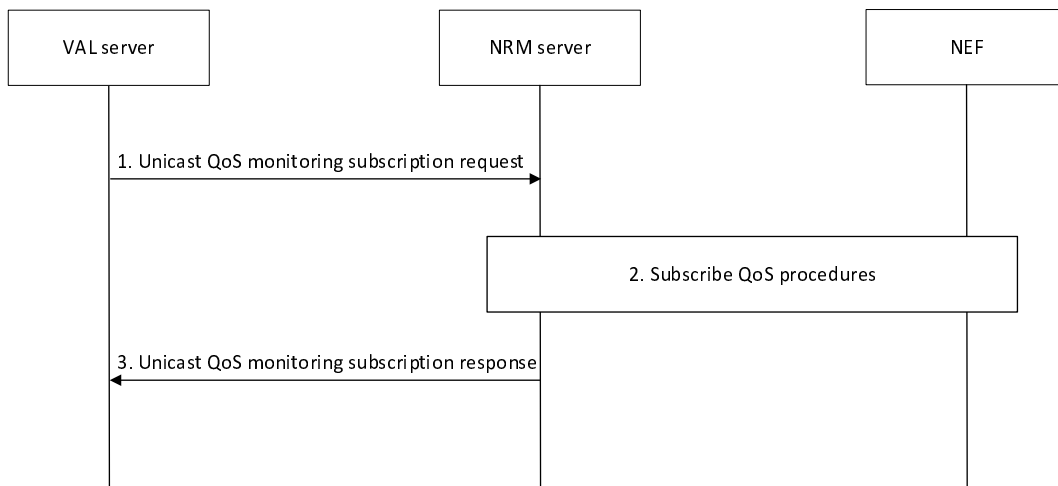 VAL server
NRM server
NEF
1. Unicast QoS monitoring subscription request
2. Subscribe QoS procedures
3. Unicast QoS monitoring subscription response